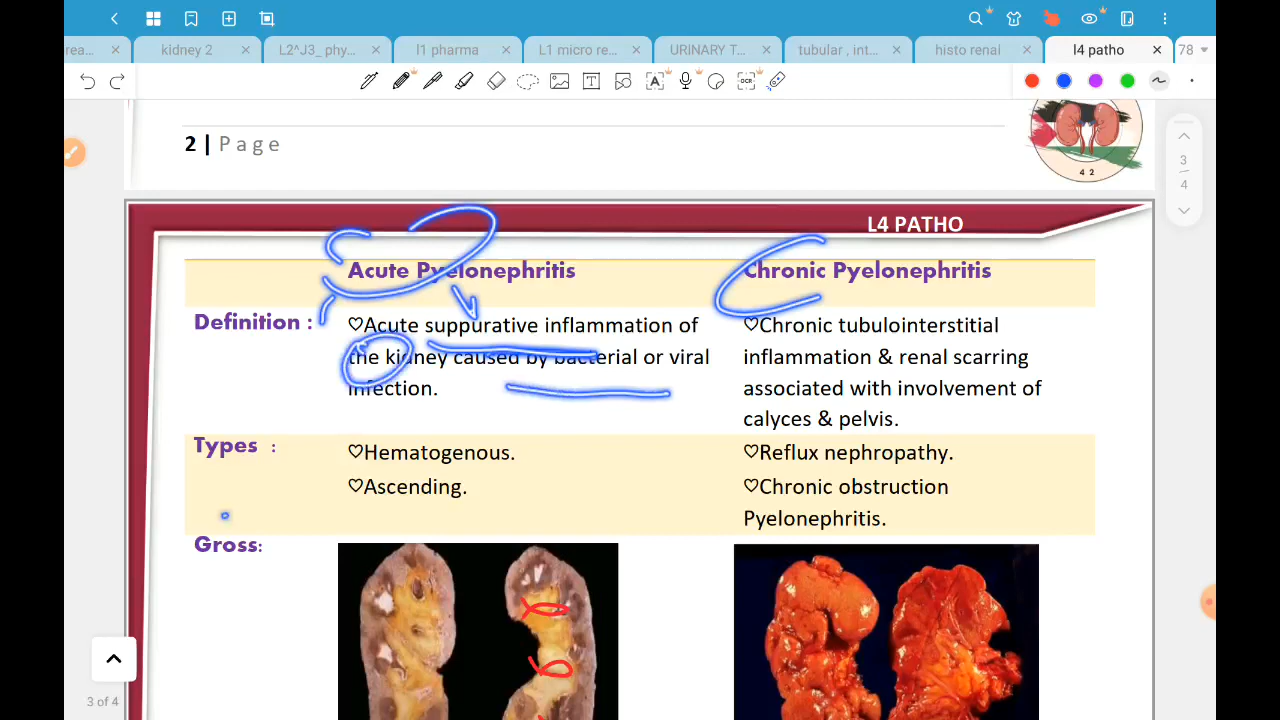 rea...
kidney 2
L2^J3_ phy...
l1 pharma
L1 micro re...
URINARY T...
tubular , int...
histo renal
l4 patho
78
OCR
2 | Page
4 2
3
4
L4 PATHO
Acute Pyelonephritis Chronic Pyelonephritis
Definition : ♡Acute suppurative inflammation of ♡Chronic tubulointerstitial
the kidney caused by bacterial or viral inflammation & renal scarring
infection. associated with involvement of
calyces & pelvis.
Types : ♡Hematogenous. ♡Reflux nephropathy.
♡Ascending. ♡Chronic obstruction
Pyelonephritis.
Gross:
3 of 4